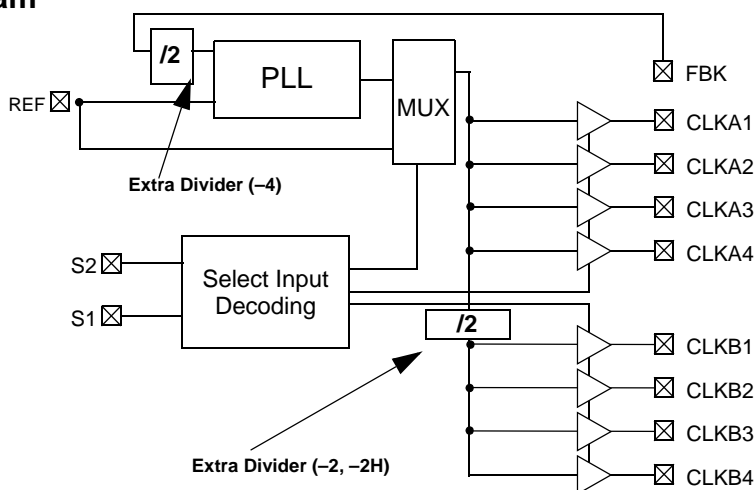 /2
PLL
MUX
REF
FBK
CLKA1
CLKA2
CLKA3
CLKA4
Extra Divider (–4)
S2
S1
Select Input
Decoding
/2
CLKB1
CLKB2
CLKB3
CLKB4
Extra Divider (–2, –2H)